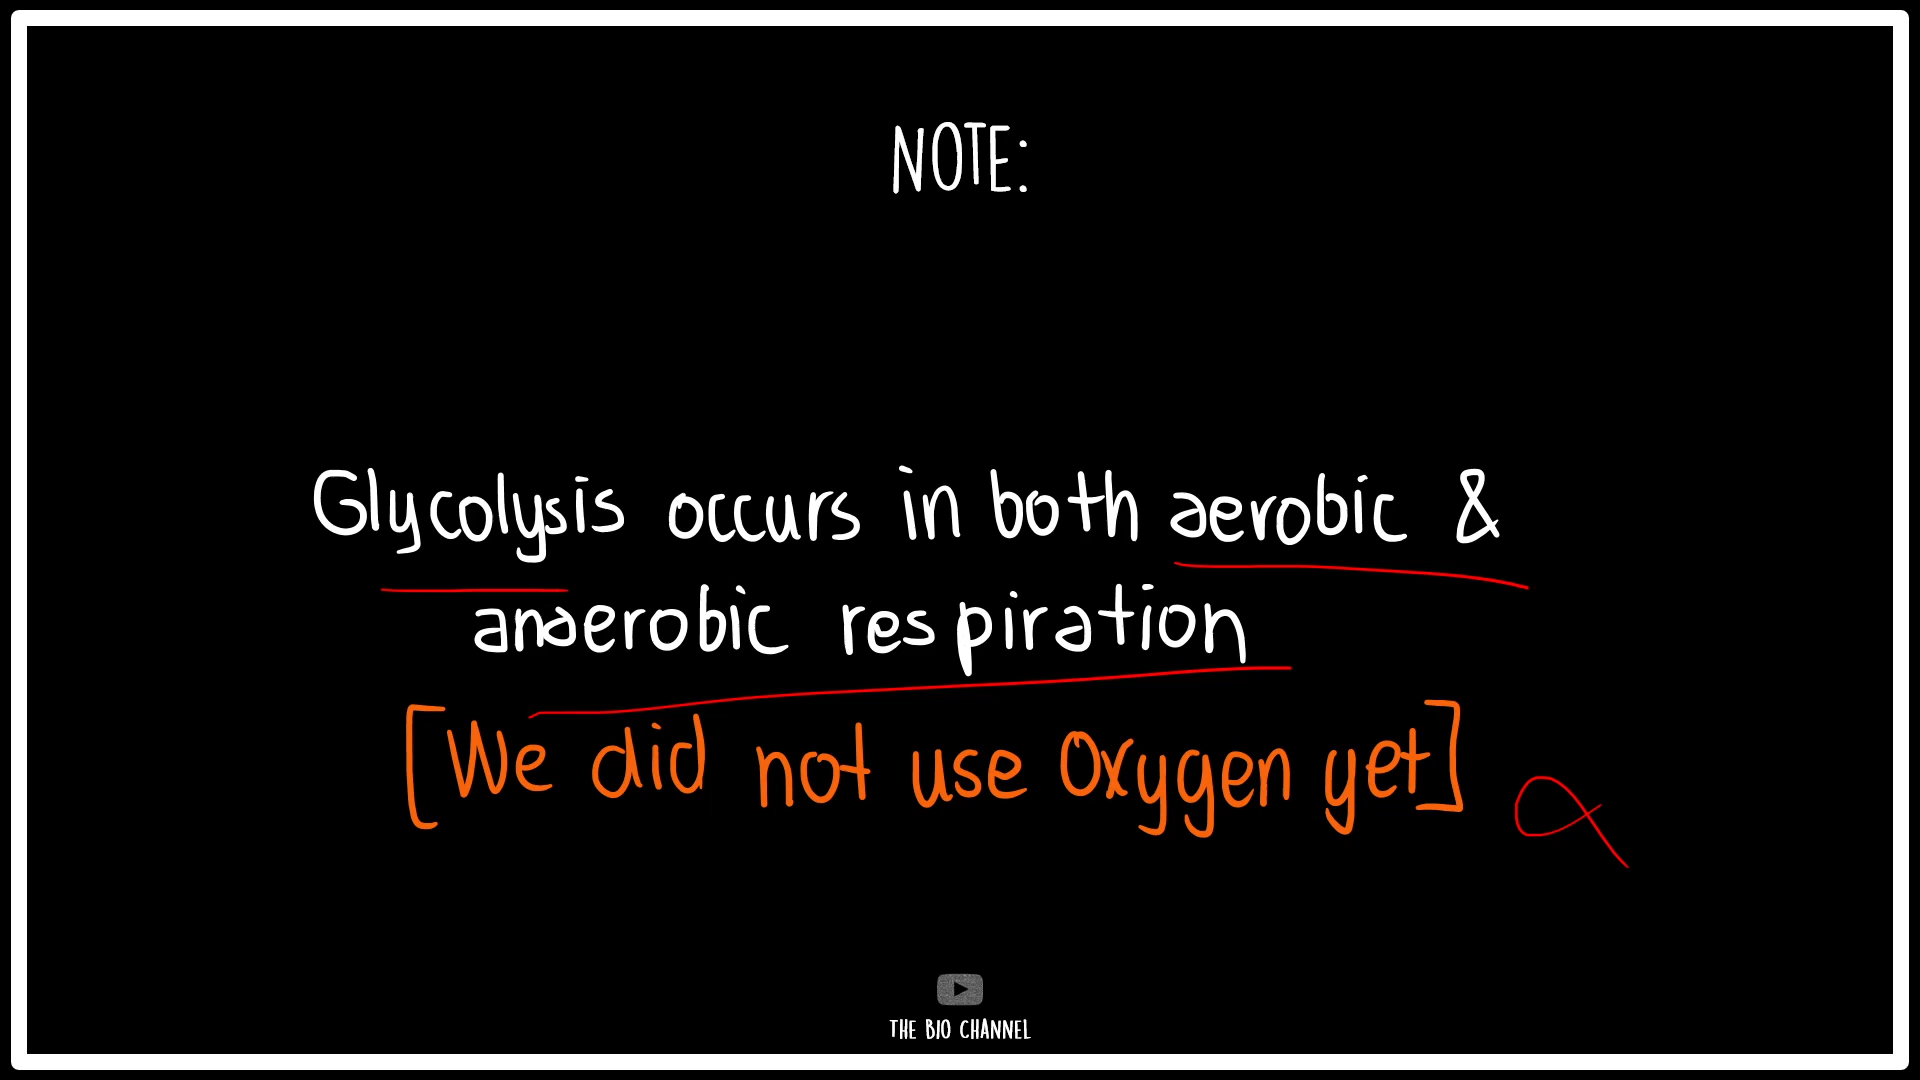 NOTE:
Glycolysis occurs in both aerobic &
anaerobic respiration
[We did not use Oxygen yet]
THE BIO CHANNEL